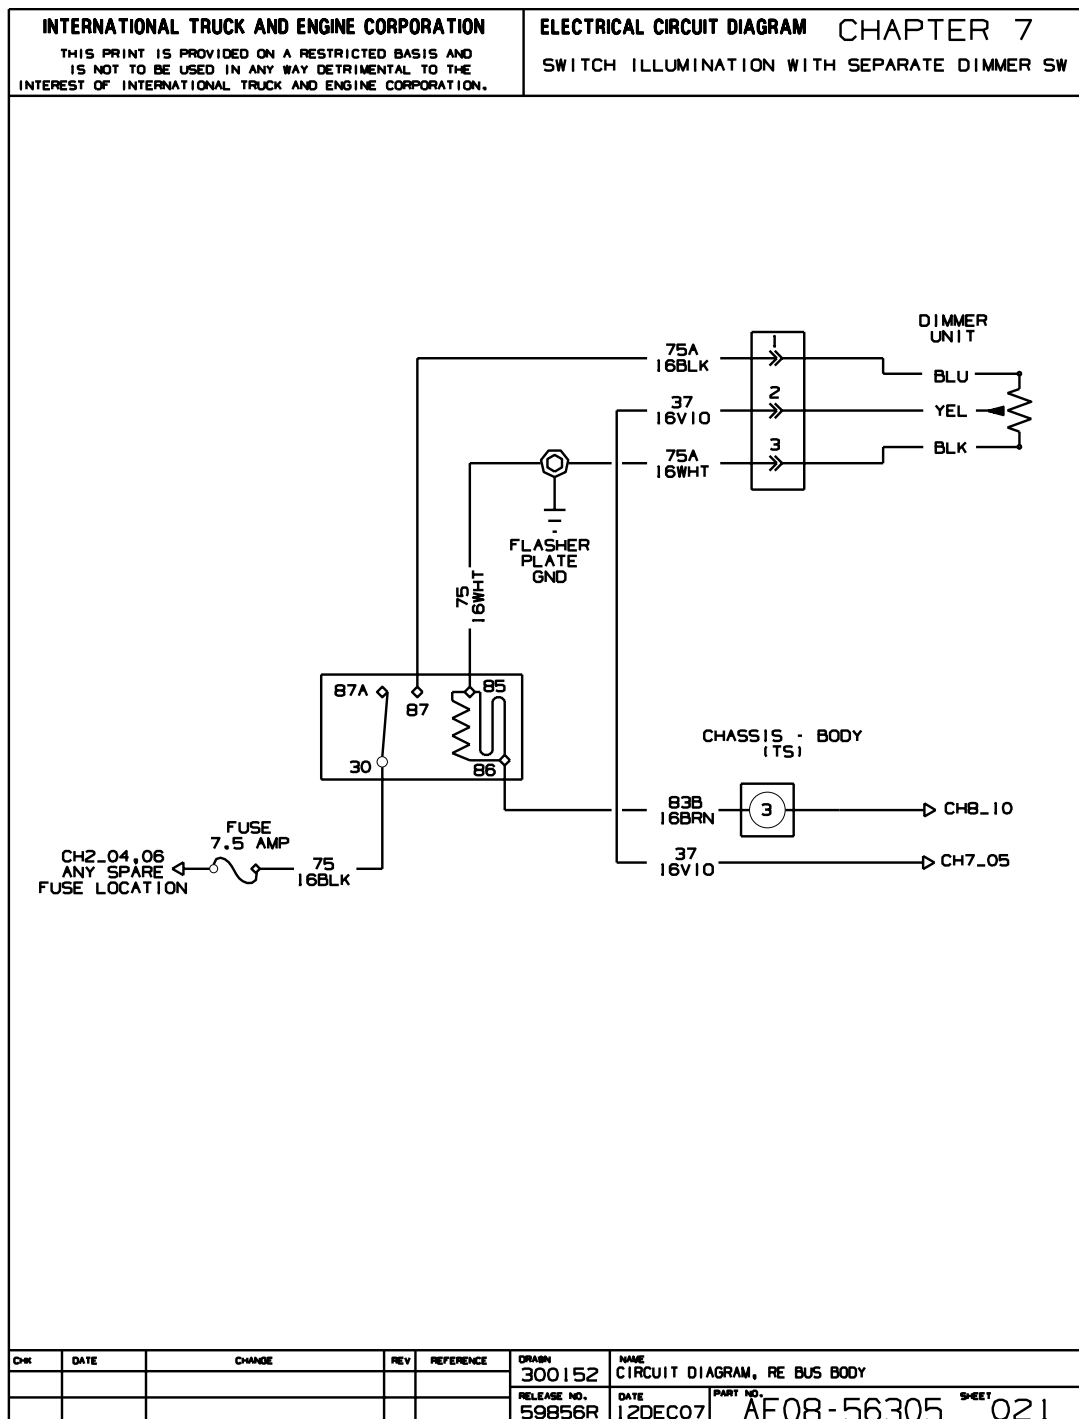 INTERNATIONAL TRUCK AND ENGINE CORPORATION
THIS PRINT IS PROVIDED ON A RESTRICTED BASIS AND
IS NOT TO BE USED IN ANY WAY DETRIMENTAL TO THE
INTEREST OF INTERNATIONAL TRUCK AND ENGINE CORPORATION.
ELECTRICAL CIRCUIT DIAGRAM CHAPTER 7
SWITCH ILLUMINATION WITH SEPARATE DIMMER SW
DIMMER
UNIT
75A
16BLK
1
BLU
37
16VIO
2
YEL
75A
16WHT
3
BLK
FLASHER
PLATE
GND
75
16WHT
87A
87
85
30
86
CHASSIS - BODY
(TS)
83B
16BRN
3
CH8_10
37
16VIO
CH7_05
FUSE
7.5 AMP
CH2_04,06
ANY SPARE
FUSE LOCATION
75
16BLK
CHK
DATE
CHANGE
REV
REFERENCE
DRAWN
300152
NAME
CIRCUIT DIAGRAM, RE BUS BODY
RELEASE NO.
59856R
DATE
12DEC07
PART NO.
AE08-56305
SHEET
021